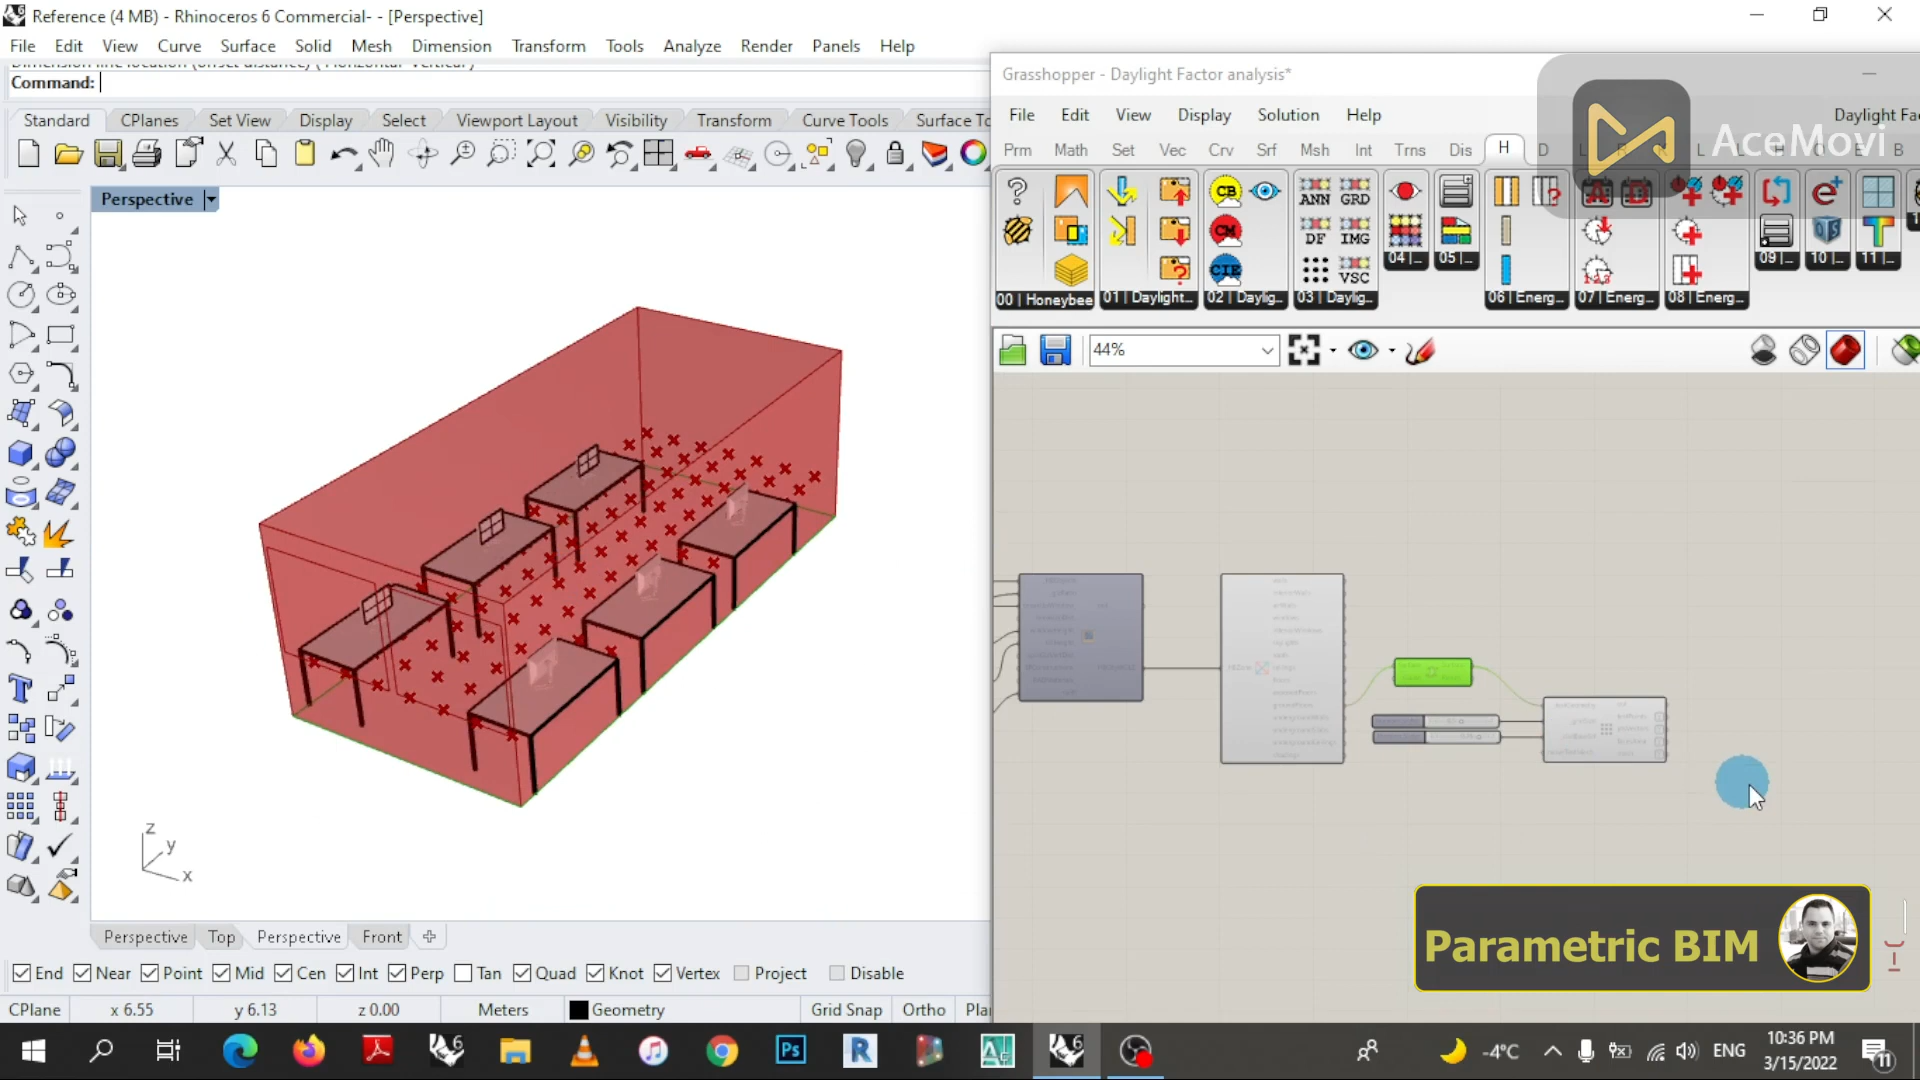 Reference (4 MB) - Rhinoceros 6 Commercial- - [Perspective]
File Edit View Curve Surface Solid Mesh Dimension Transform Tools Analyze Render Panels Help
Command:
Standard CPlanes Set View Display Select Viewport Layout Visibility Transform Curve Tools Surface To
Perspective
z
y
x
Perspective Top Perspective Front
End Near Point Mid Cen Int Perp Tan Quad Knot Vertex Project Disable
CPlane x 6.55 y 6.13 z 0.00 Meters Geometry Grid Snap Ortho Plan
Grasshopper - Daylight Factor analysis*
File Edit View Display Solution Help Daylight Fac
AceMovi
Prm Math Set Vec Crv Srf Msh Int Trns Dis H D
CB ANN GRD
CM DF IMG
CIE VSC
00 | Honeybee 01 | Daylight... 02 | Daylig... 03 | Daylig... 04 |... 05 |... 06 | Energ... 07 | Energ... 08 | Energ... 09 |... 10 |... 11 |...
44%
Parametric BIM
-4°C ENG 10:36 PM
3/15/2022
11